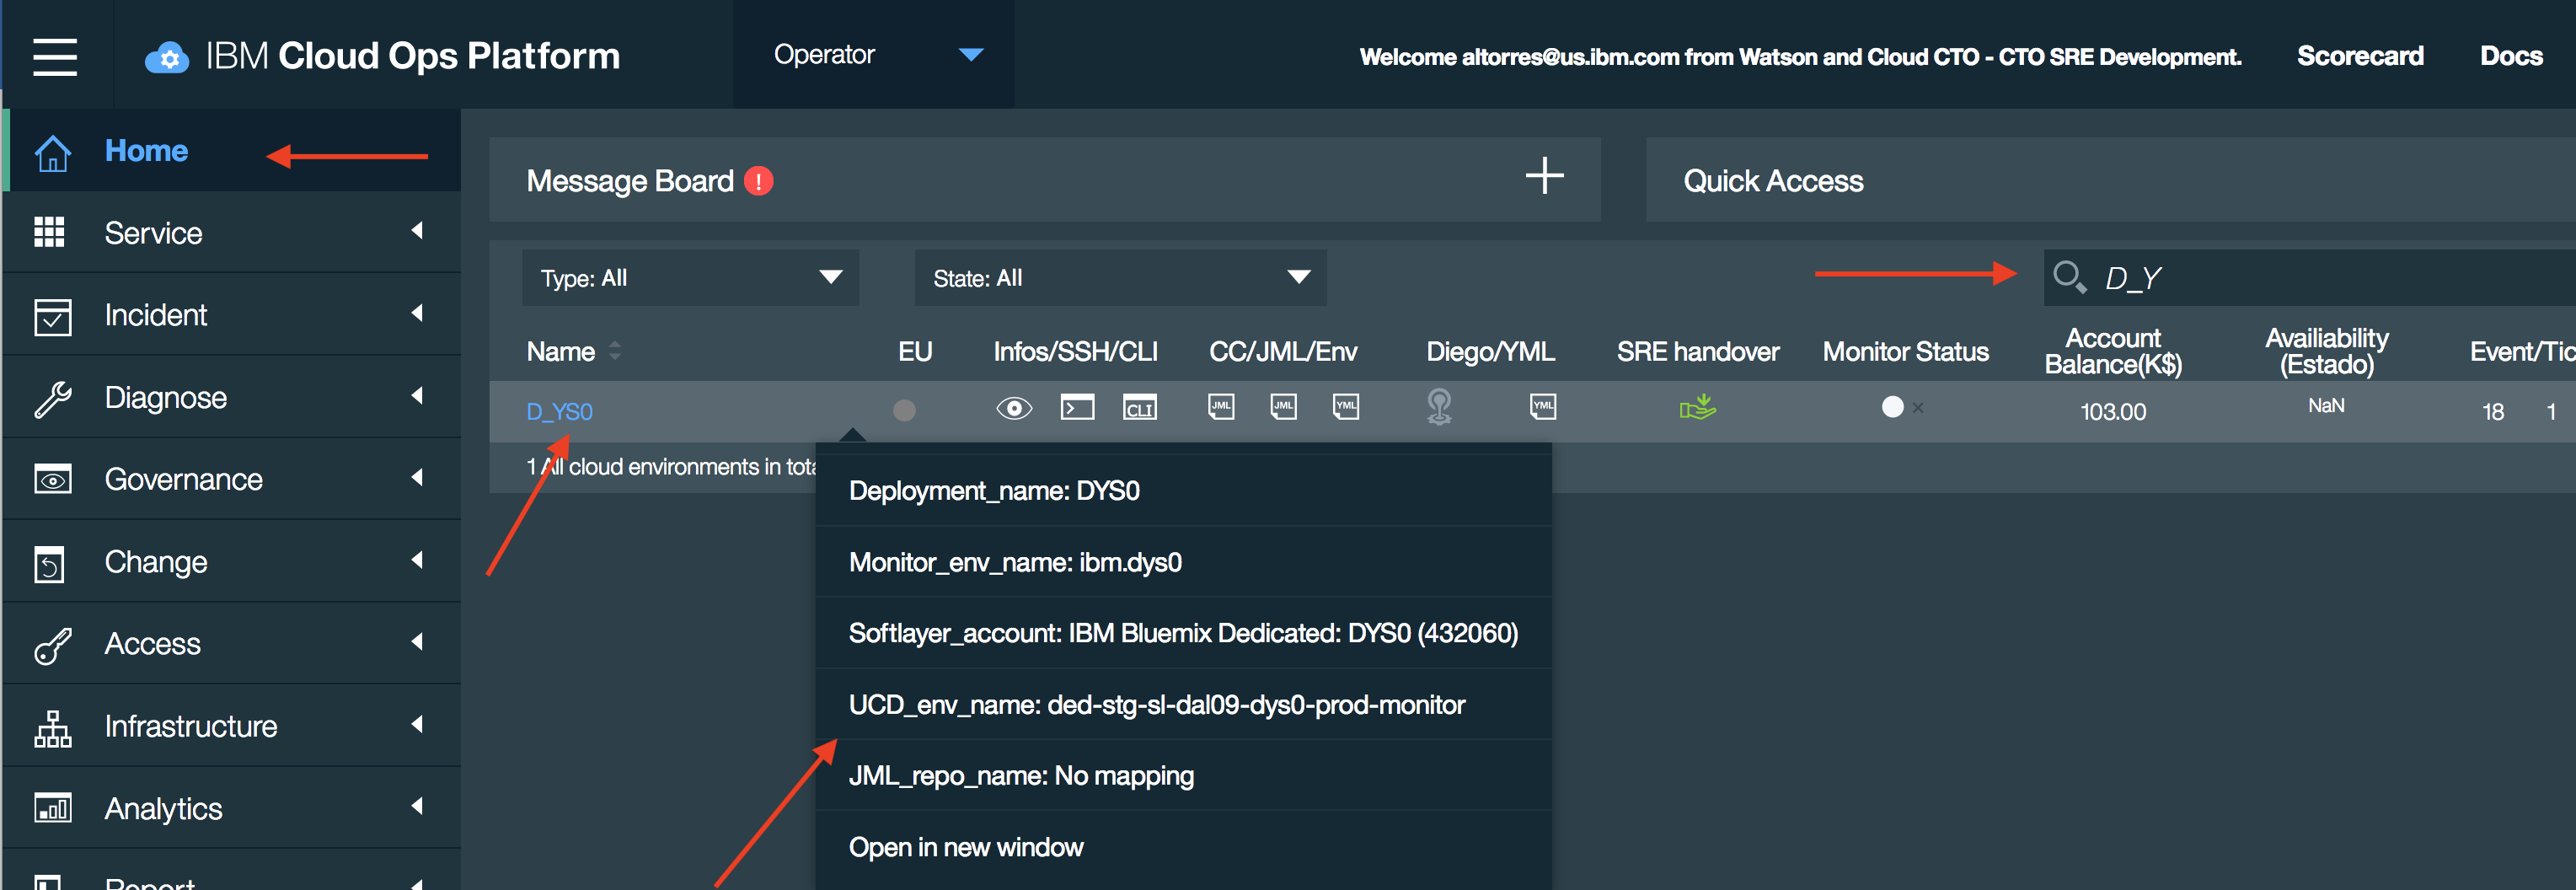 IBM Cloud Ops Platform
Operator
Welcome altorres@us.ibm.com from Watson and Cloud CTO - CTO SRE Development.
Scorecard
Docs
Home
Service
Incident
Diagnose
Governance
Change
Access
Infrastructure
Analytics
Report
Message Board !
Quick Access
Type: All
State: All
D_Y
Name
EU
Infos/SSH/CLI
CC/JML/Env
Diego/YML
SRE handover
Monitor Status
Account
Balance(K$)
Availiability
(Estado)
Event/Tic
D_YS0
CLI
JML
JML
YML
YML
103.00
NaN
18
1
1 All cloud environments in tota
Deployment_name: DYS0
Monitor_env_name: ibm.dys0
Softlayer_account: IBM Bluemix Dedicated: DYS0 (432060)
UCD_env_name: ded-stg-sl-dal09-dys0-prod-monitor
JML_repo_name: No mapping
Open in new window